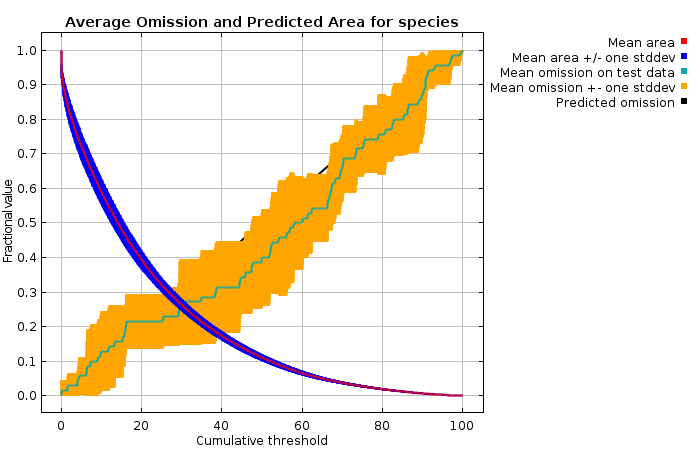 Average Omission and Predicted Area for species
Mean area
Mean area +/- one stddev
Mean omission on test data
Mean omission +- one stddev
Predicted omission
Fractional value
1.0
0.9
0.8
0.7
0.6
0.5
0.4
0.3
0.2
0.1
0.0
0 20 40 60 80 100
Cumulative threshold